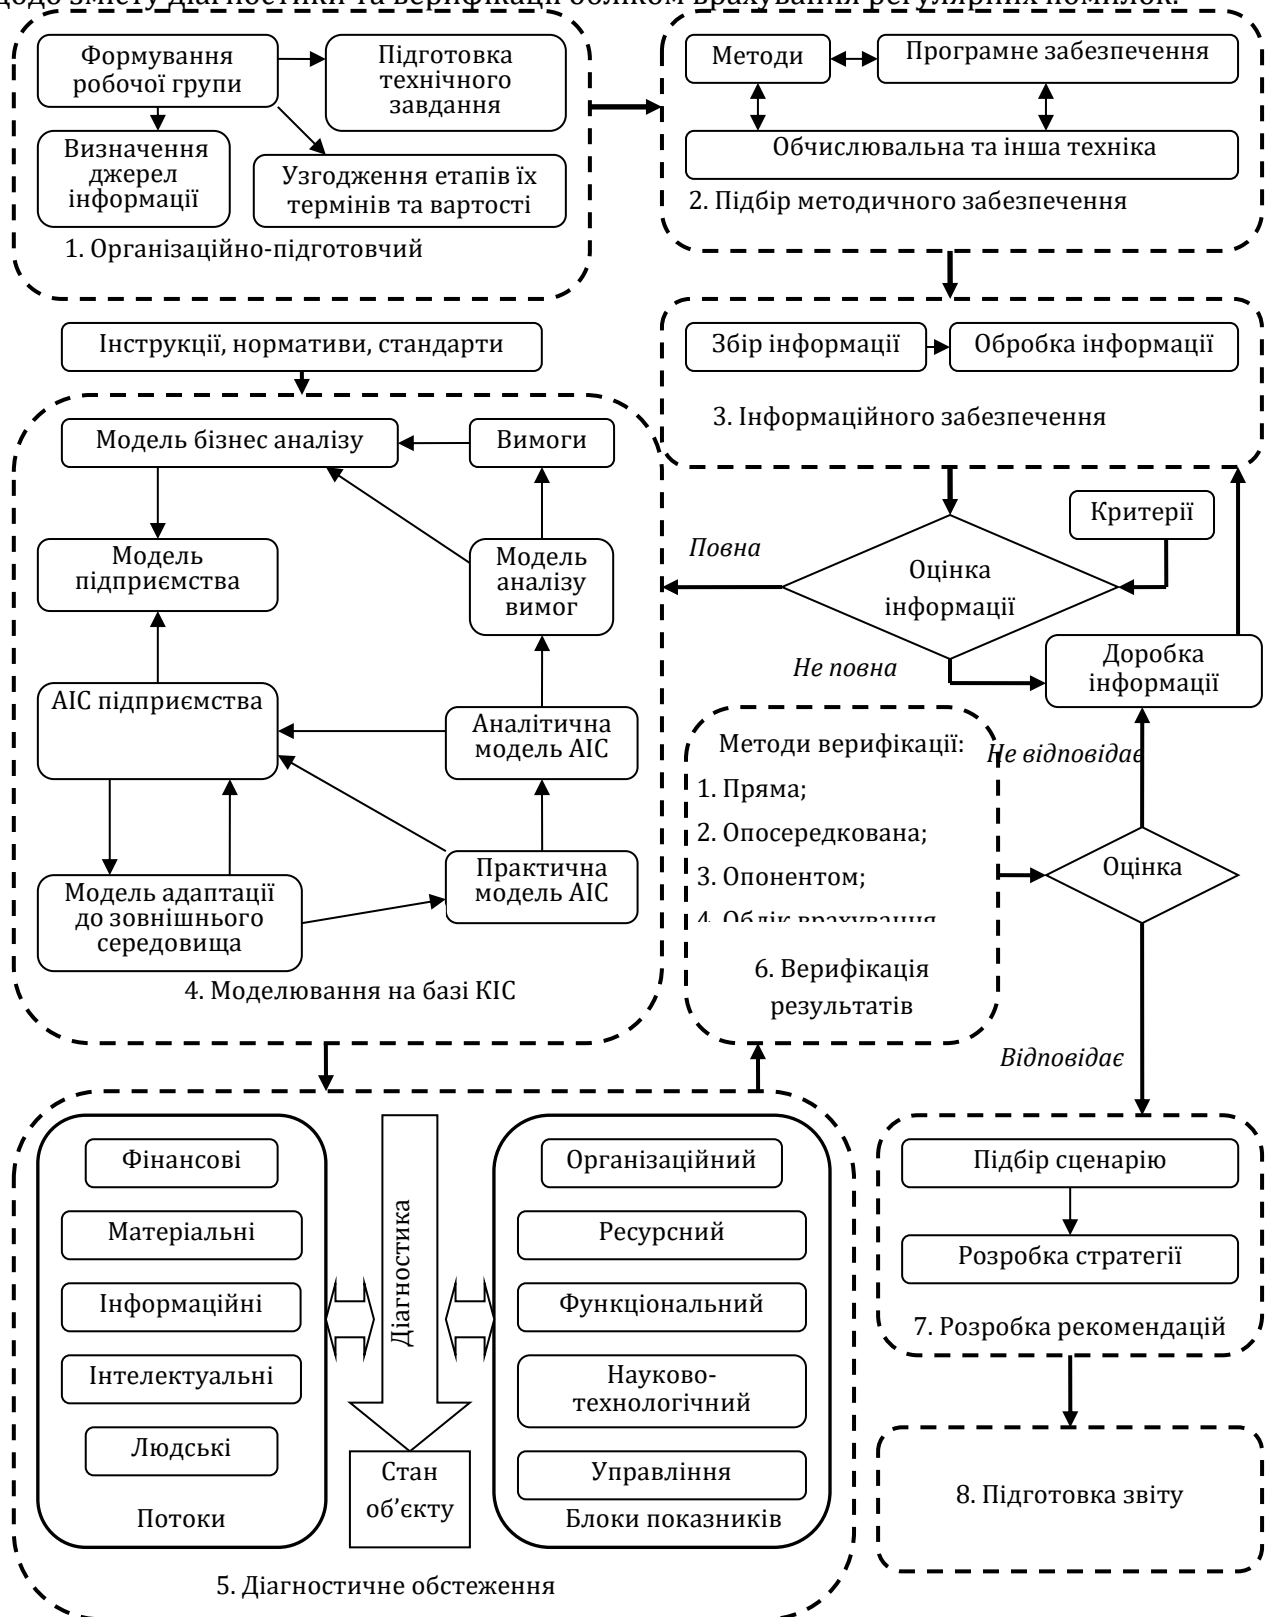 щодо змісту діагностики та верифікації обліком врахування регулярних помилок.
Формування
робочої групи
Підготовка
технічного
завдання
Визначення
джерел
інформації
Узгодження етапів їх
термінів та вартості
1. Організаційно-підготовчий
Методи
Програмне забезпечення
Обчислювальна та інша техніка
2. Підбір методичного забезпечення
Інструкції, нормативи, стандарти
Збір інформації
Обробка інформації
3. Інформаційного забезпечення
Модель бізнес аналізу
Вимоги
Модель
підприємства
Модель
аналізу
вимог
АІС підприємства
Аналітична
модель АІС
Практична
модель АІС
Модель адаптації
до зовнішнього
середовища
4. Моделювання на базі КІС
Критерії
Повна
Оцінка
інформації
Не повна
Доробка
інформації
Методи верифікації:
1. Пряма;
2. Опосередкована;
3. Опонентом;
4. Облік врахування
6. Верифікація
результатів
Не відповідає
Оцінка
Відповідає
Фінансові
Матеріальні
Інформаційні
Інтелектуальні
Людські
Потоки
Діагностика
Стан
об’єкту
Організаційний
Ресурсний
Функціональний
Науково-
технологічний
Управління
Блоки показників
5. Діагностичне обстеження
Підбір сценарію
Розробка стратегії
7. Розробка рекомендацій
8. Підготовка звіту